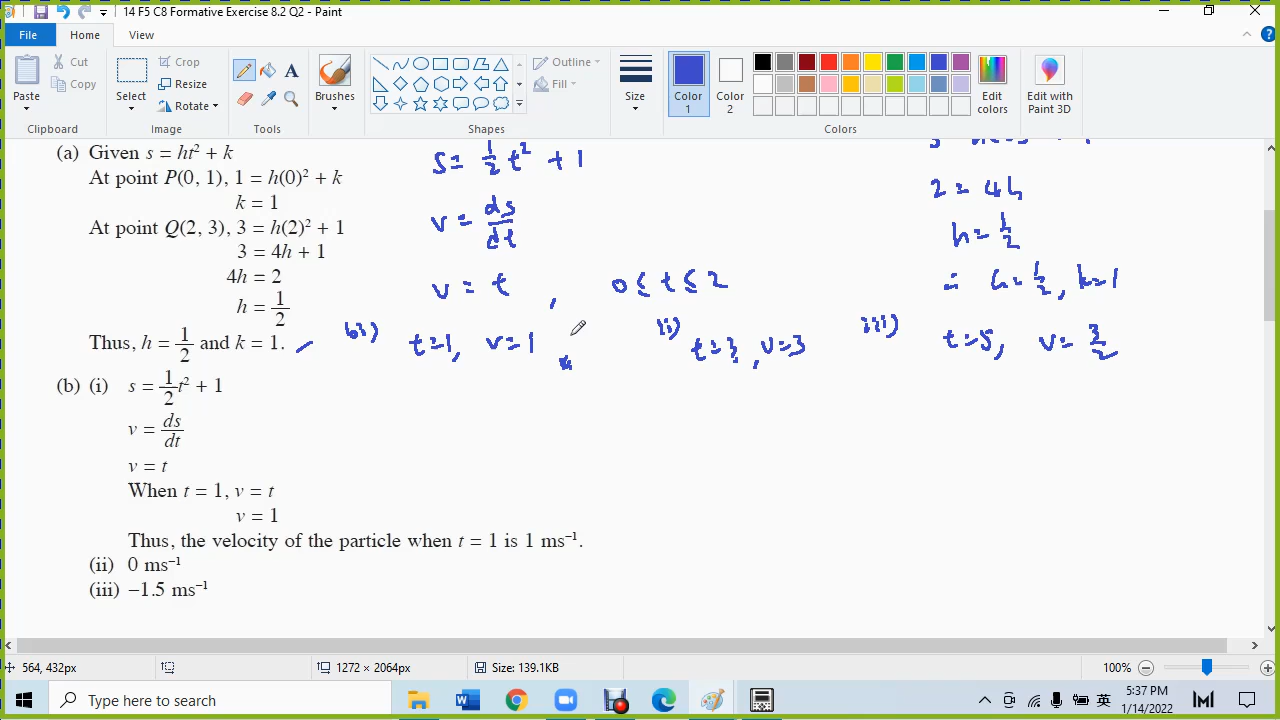 14 F5 C8 Formative Exercise 8.2 Q2 - Paint
File Home View
Paste Cut Copy
Clipboard
Select Crop Resize Rotate
Image
Tools
Brushes
Outline Fill
Shapes
Size
Color 1
Color 2
Edit colors
Colors
Edit with Paint 3D
(a) Given s = ht² + k
At point P(0, 1), 1 = h(0)² + k
k = 1
At point Q(2, 3), 3 = h(2)² + 1
3 = 4h + 1
4h = 2
h = 1/2
Thus, h = 1/2 and k = 1.
(b) (i) s = 1/2 t² + 1
v = ds/dt
v = t
When t = 1, v = t
v = 1
Thus, the velocity of the particle when t = 1 is 1 ms⁻¹.
(ii) 0 ms⁻¹
(iii) −1.5 ms⁻¹
s = 1/2 t² + 1
v = ds/dt
v = t , 0 ≤ t ≤ 2
bi) t=1, v=1
ii) t=3, v=3
iii) t=5, v= 3/2
2 = 4h
h = 1/2
∴ h = 1/2, k=1
564, 432px
1272 × 2064px
Size: 139.1KB
100%
Type here to search
英
5:37 PM
1/14/2022